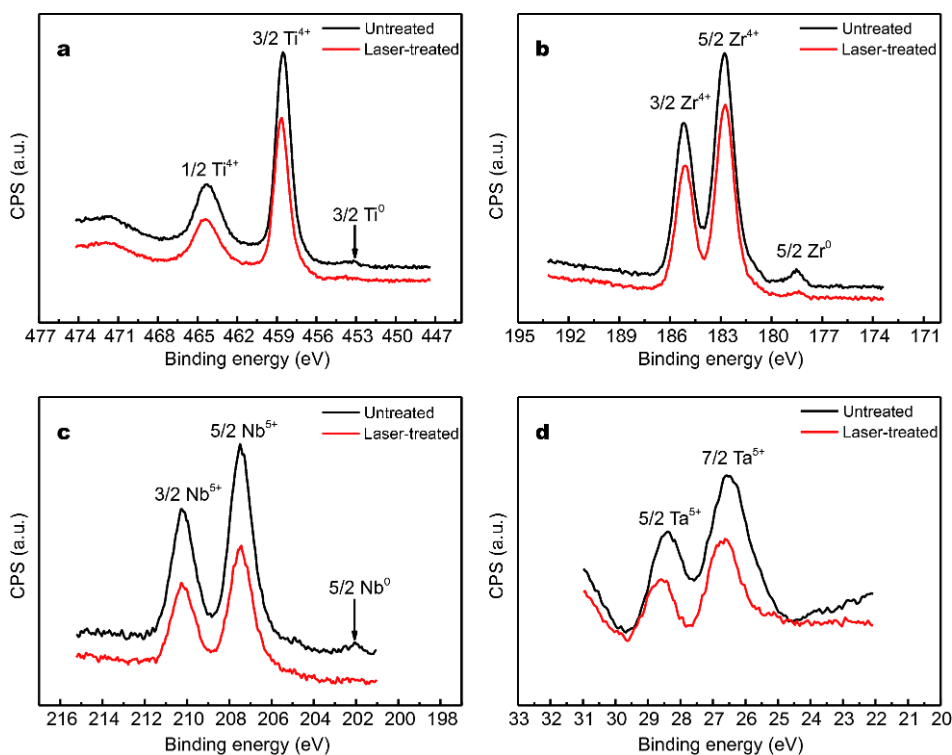 a
3/2 Ti⁴⁺
Untreated
Laser-treated
1/2 Ti⁴⁺
3/2 Ti⁰
CPS (a.u.)
477 474 471 468 465 462 459 456 453 450 447
Binding energy (eV)
b
5/2 Zr⁴⁺
Untreated
Laser-treated
3/2 Zr⁴⁺
5/2 Zr⁰
CPS (a.u.)
195 192 189 186 183 180 177 174 171
Binding energy (eV)
c
5/2 Nb⁵⁺
Untreated
Laser-treated
3/2 Nb⁵⁺
5/2 Nb⁰
CPS (a.u.)
216 214 212 210 208 206 204 202 200 198
Binding energy (eV)
d
Untreated
Laser-treated
7/2 Ta⁵⁺
5/2 Ta⁵⁺
CPS (a.u.)
33 32 31 30 29 28 27 26 25 24 23 22 21 20
Binding energy (eV)